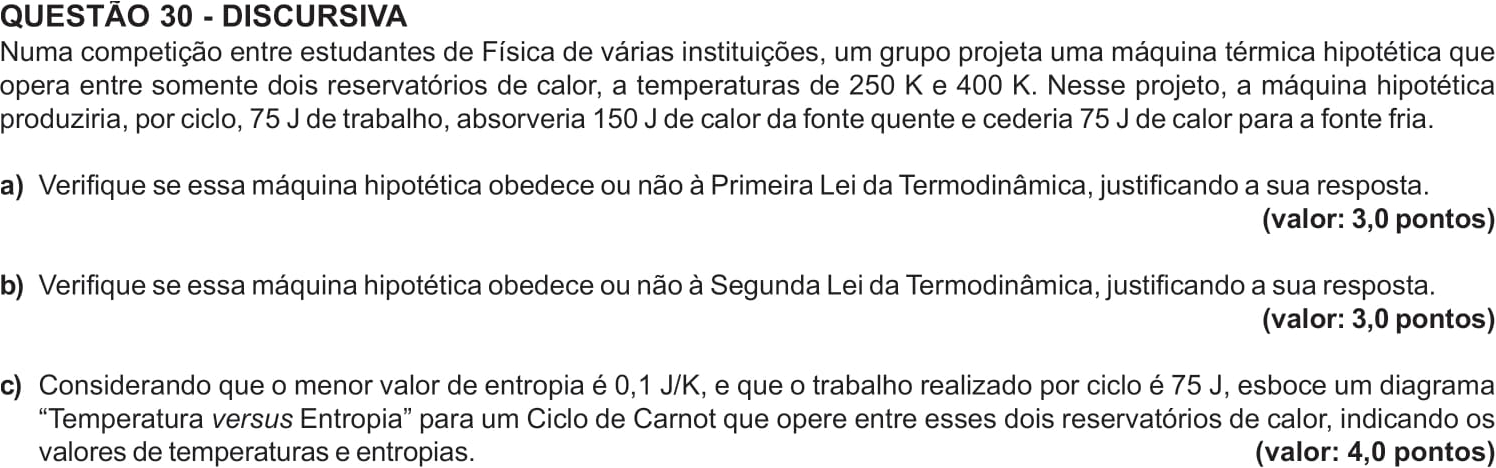 QUESTÃO 30 - DISCURSIVA
Numa competição entre estudantes de Física de várias instituições, um grupo projeta uma máquina térmica hipotética que
opera entre somente dois reservatórios de calor, a temperaturas de 250 K e 400 K. Nesse projeto, a máquina hipotética
produziria, por ciclo, 75 J de trabalho, absorveria 150 J de calor da fonte quente e cederia 75 J de calor para a fonte fria.
a) Verifique se essa máquina hipotética obedece ou não à Primeira Lei da Termodinâmica, justificando a sua resposta.
(valor: 3,0 pontos)
b) Verifique se essa máquina hipotética obedece ou não à Segunda Lei da Termodinâmica, justificando a sua resposta.
(valor: 3,0 pontos)
c) Considerando que o menor valor de entropia é 0,1 J/K, e que o trabalho realizado por ciclo é 75 J, esboce um diagrama
“Temperatura versus Entropia” para um Ciclo de Carnot que opere entre esses dois reservatórios de calor, indicando os
valores de temperaturas e entropias. (valor: 4,0 pontos)